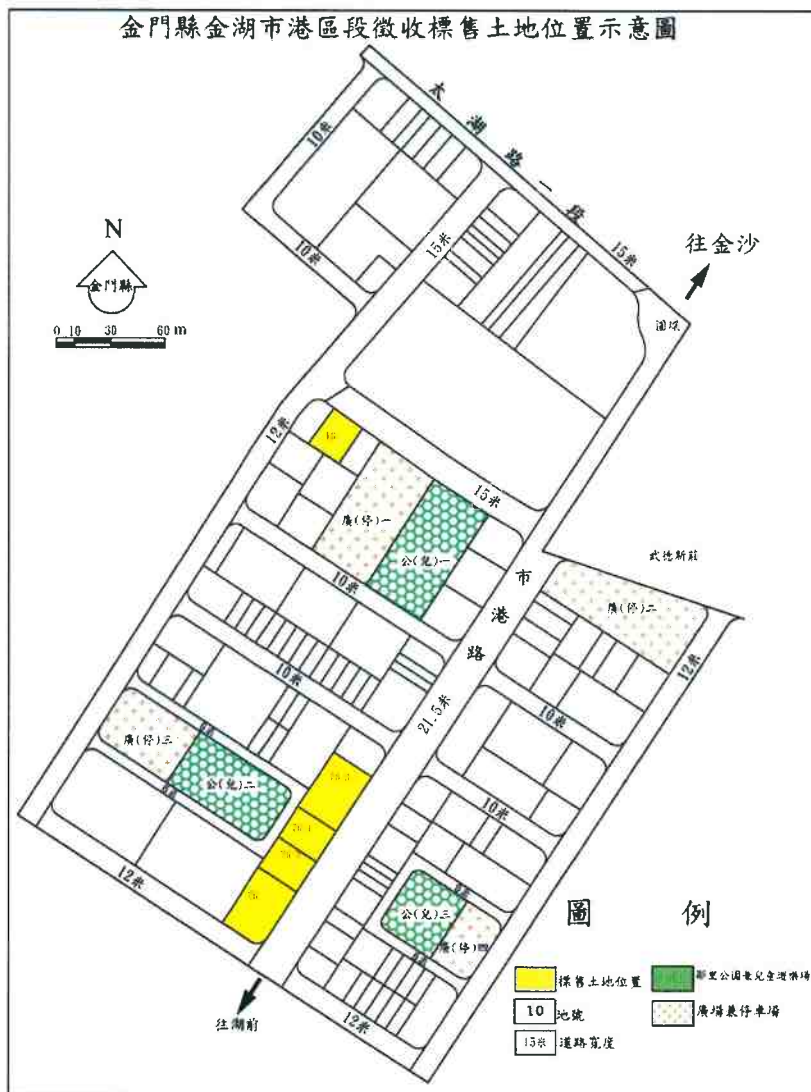 金門縣金湖市港區段徵收標售土地位置示意圖
太湖路一段
10米
15米
10米
15米
往金沙
N
金門縣
0 10 30 60 m
圓環
12米
15米
廣(停)一
公(兒)一
10米
武德新莊
市港路
廣(停)二
12米
10米
21.5米
10米
廣(停)三
公(兒)二
10米
12米
公(兒)三
廣(停)四
12米
往湖前
圖例
標售土地位置
鄰里公園兼兒童遊樂場
10 地號
廣場兼停車場
15米 道路寬度